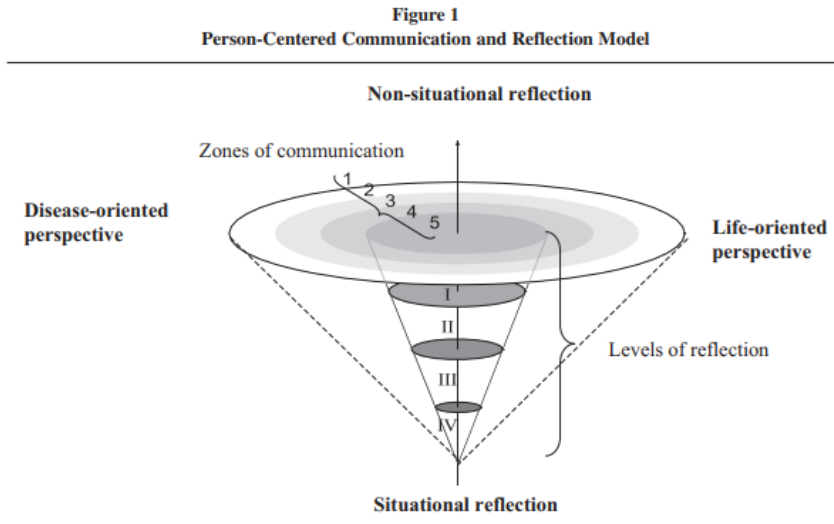 Figure 1
Person-Centered Communication and Reflection Model
Non-situational reflection
Zones of communication
1
2
3
4
5
Disease-oriented
perspective
Life-oriented
perspective
I
II
III
IV
Levels of reflection
Situational reflection